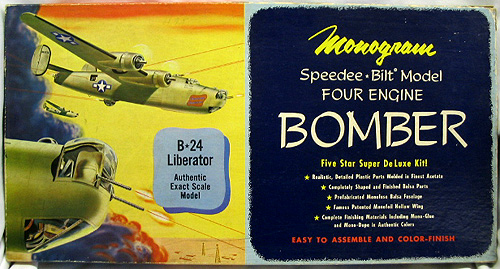 B-24
Liberator
Authentic
Exact Scale
Model
Monogram
Speedee-Bilt Model
FOUR ENGINE
BOMBER
Five Star Super DeLuxe Kit!
★ Realistic, Detailed Plastic Parts Molded in Finest Acetate
★ Completely Shaped and Finished Balsa Parts
★ Prefabricated Monoluxe Balsa Fuselage
★ Famous Patented Monofoil Hollow Wing
★ Complete Finishing Materials Including Mono-Glue
and Mono-Dope in Authentic Colors
EASY TO ASSEMBLE AND COLOR-FINISH